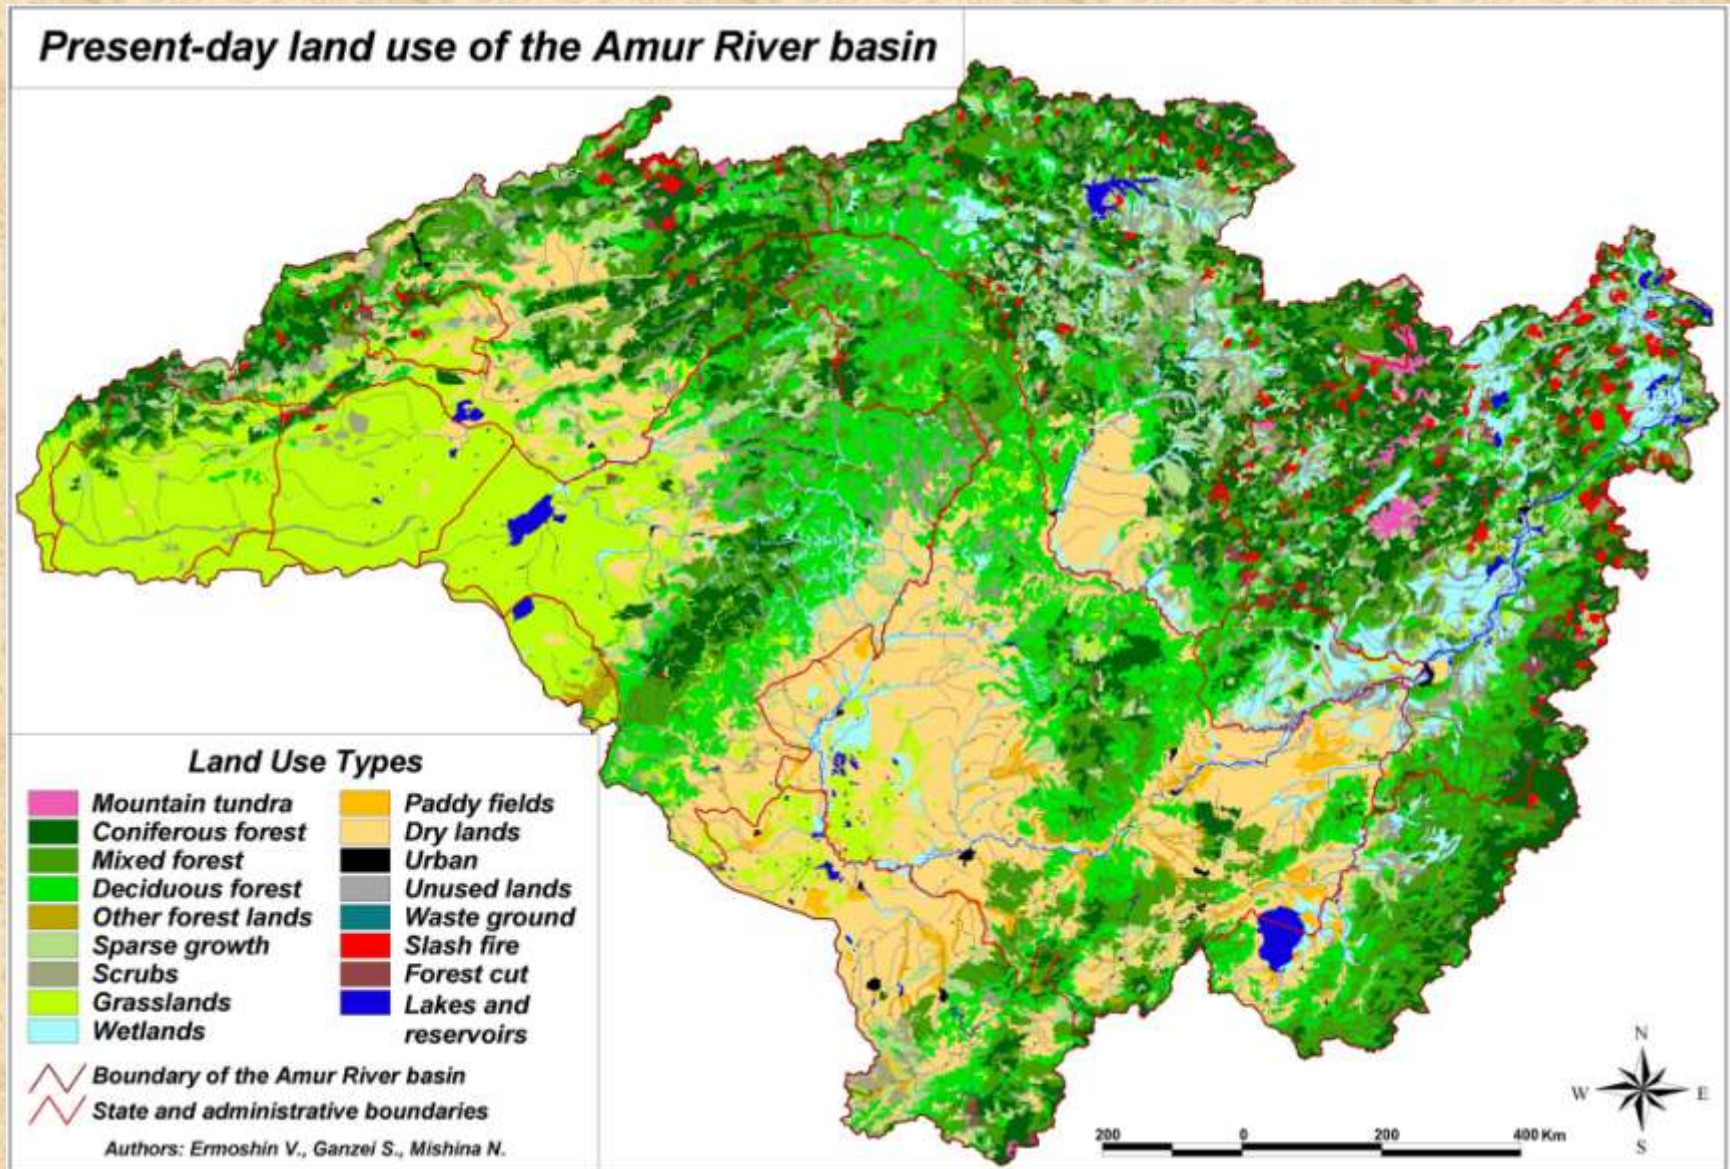 Present-day land use of the Amur River basin
Land Use Types
Mountain tundra
Coniferous forest
Mixed forest
Deciduous forest
Other forest lands
Sparse growth
Scrubs
Grasslands
Wetlands
Paddy fields
Dry lands
Urban
Unused lands
Waste ground
Slash fire
Forest cut
Lakes and
reservoirs
Boundary of the Amur River basin
State and administrative boundaries
Authors: Ermoshin V., Ganzei S., Mishina N.
N
W E
S
200 0 200 400 Km